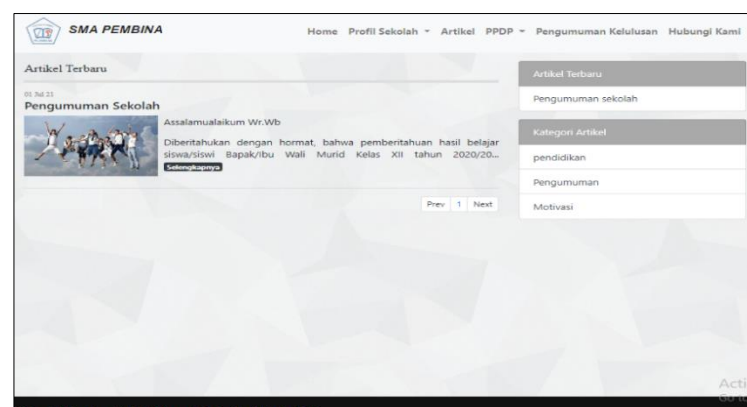 SMA PEMBINA
Home Profil Sekolah Artikel PPDP Pengumuman Kelulusan Hubungi Kami
Artikel Terbaru
01 Jul 21
Pengumuman Sekolah
Assalamualaikum Wr.Wb
Diberitahukan dengan hormat, bahwa pemberitahuan hasil belajar
siswa/siswi Bapak/Ibu Wali Murid Kelas XII tahun 2020/20...
Selengkapnya
Prev 1 Next
Artikel Terbaru
Pengumuman sekolah
Kategori Artikel
pendidikan
Pengumuman
Motivasi
Acti